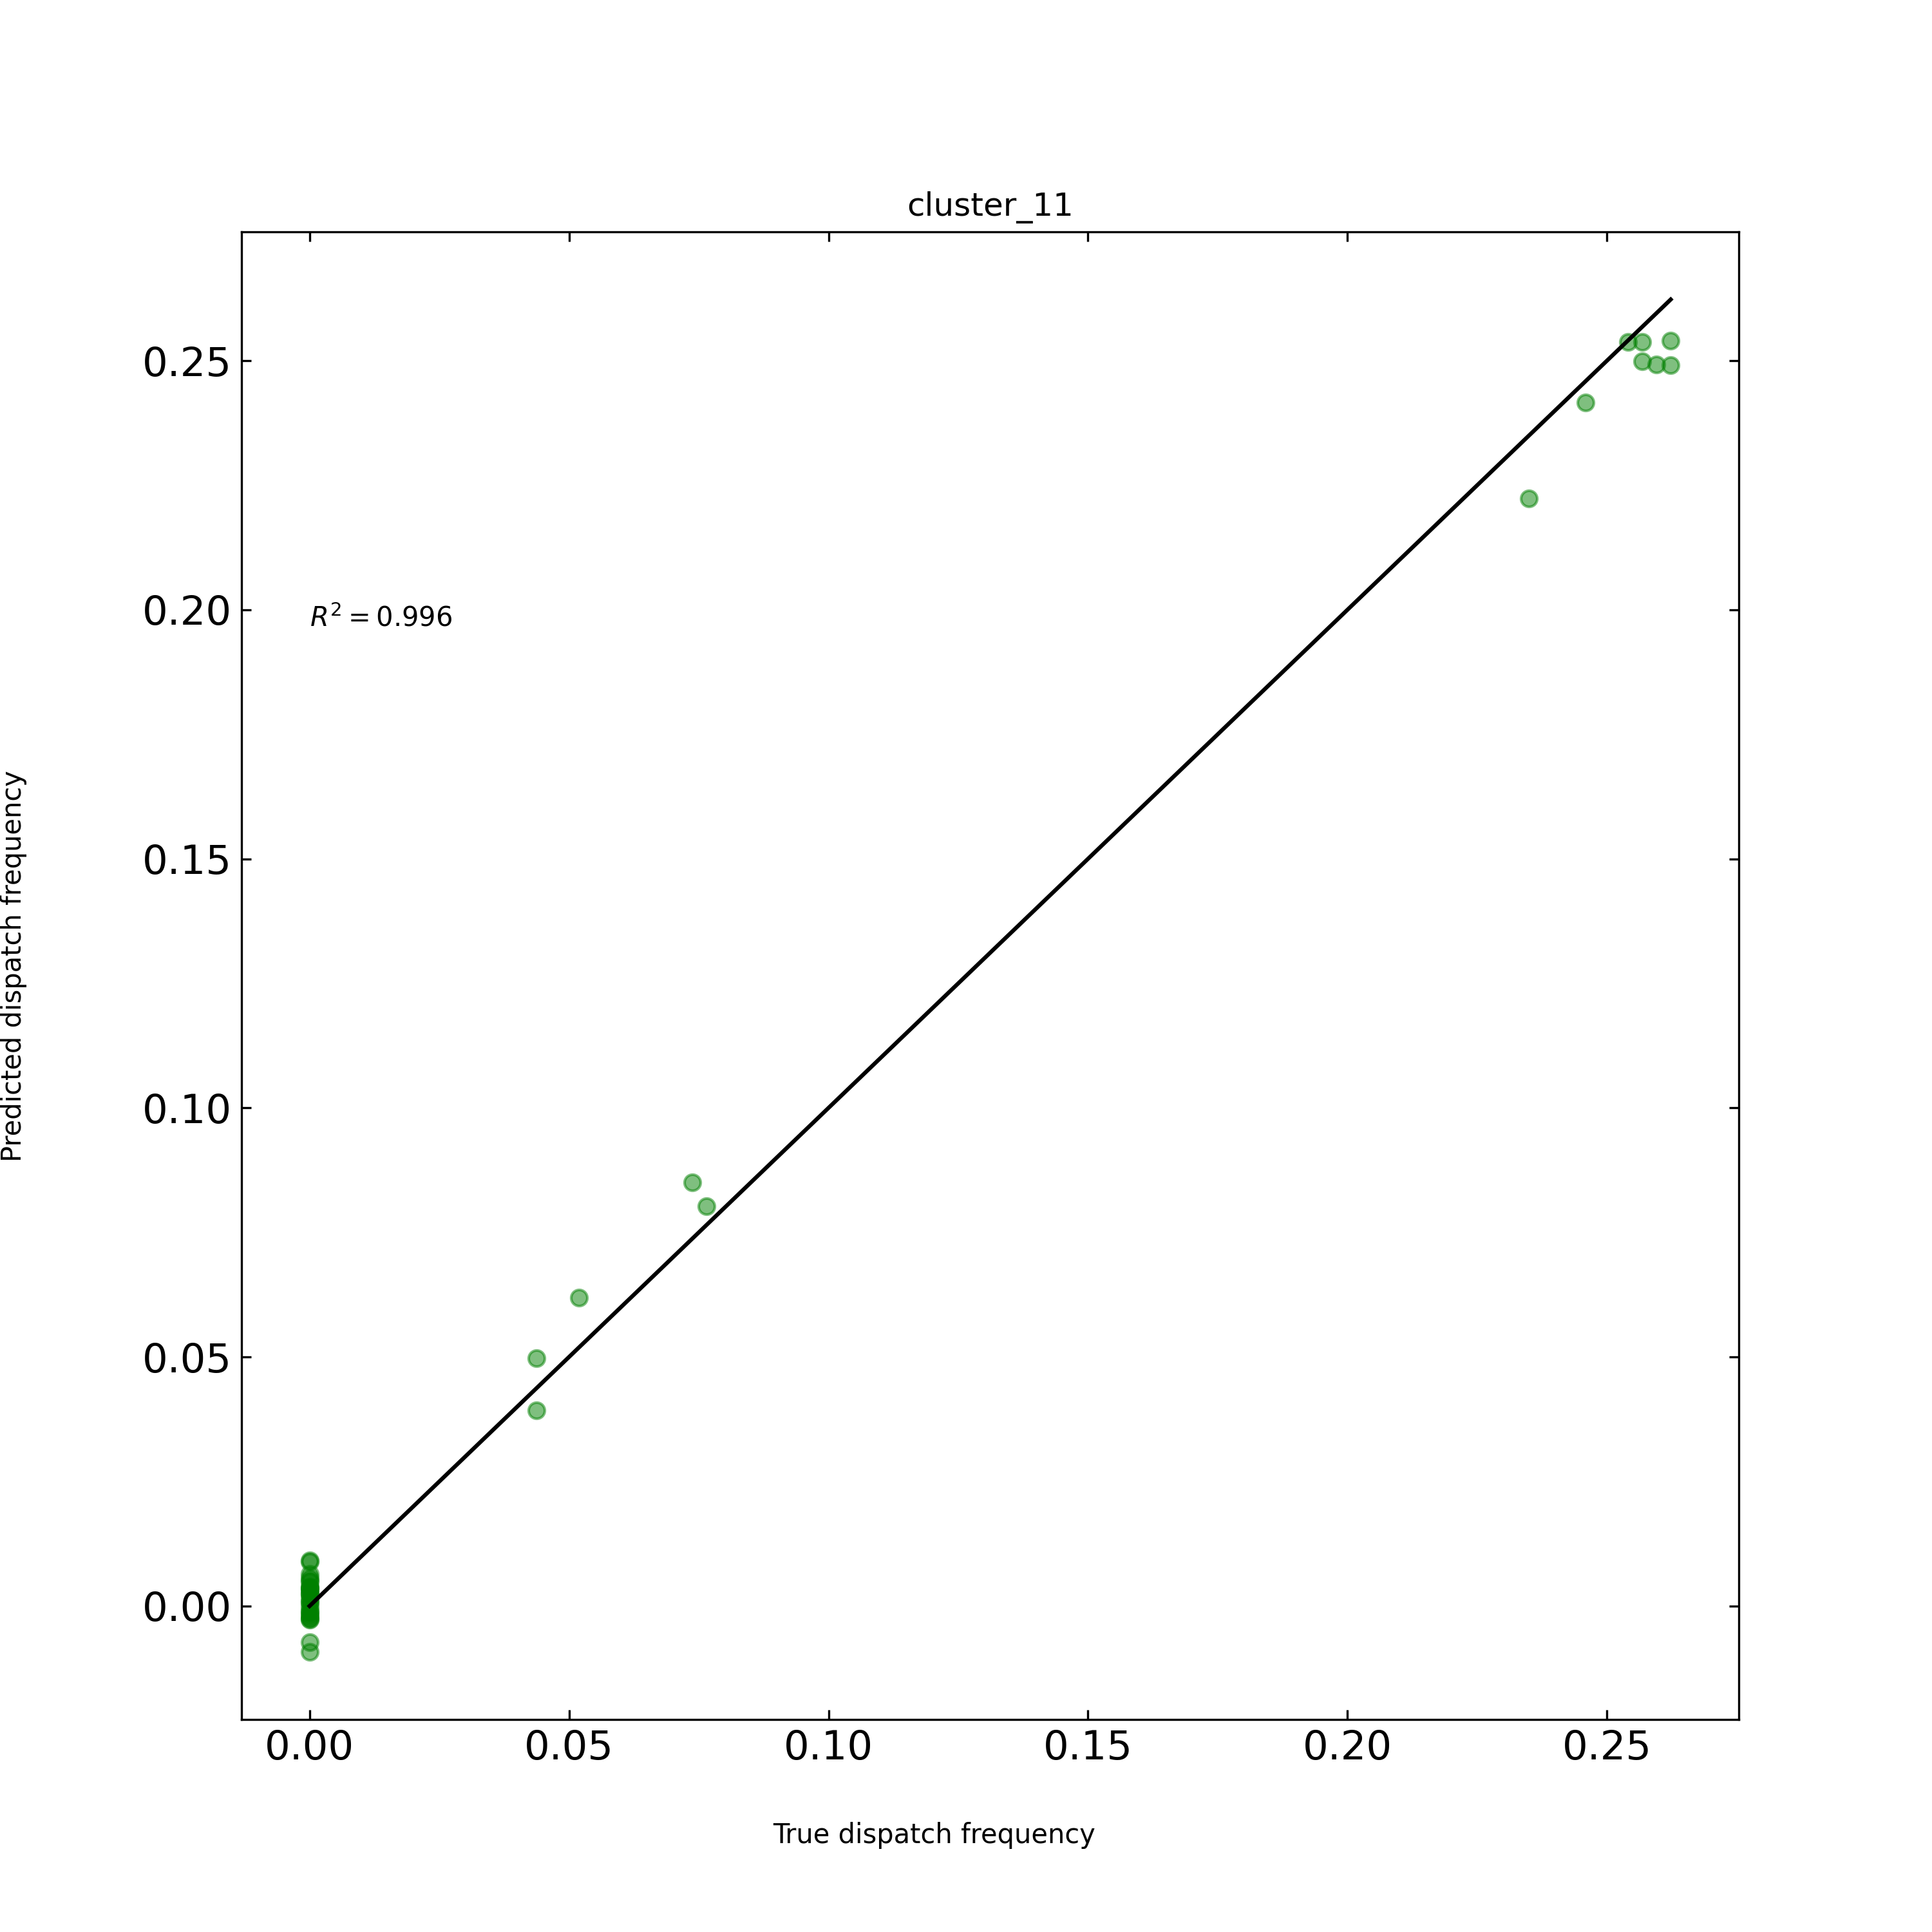 cluster_11
0.25
0.20
0.15
0.10
0.05
0.00
R² = 0.996
Predicted dispatch frequency
0.00 0.05 0.10 0.15 0.20 0.25
True dispatch frequency